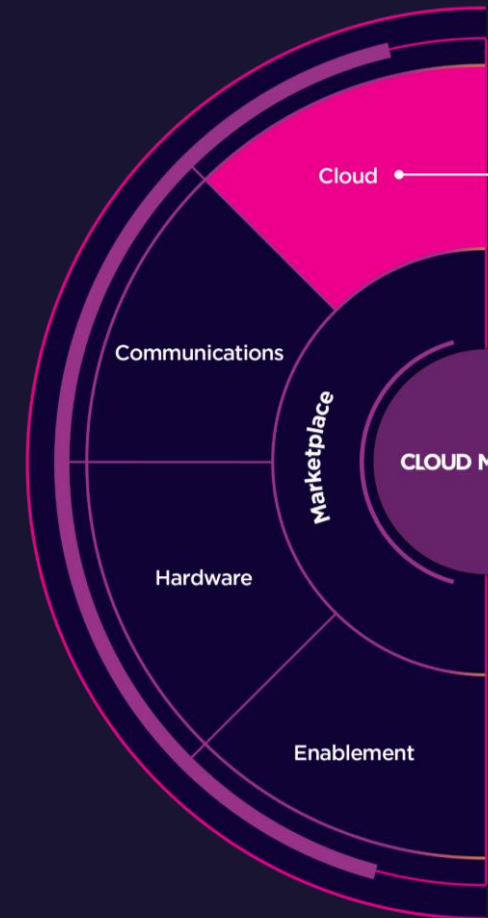 Cloud
Communications
Marketplace
CLOUD M
Hardware
Enablement